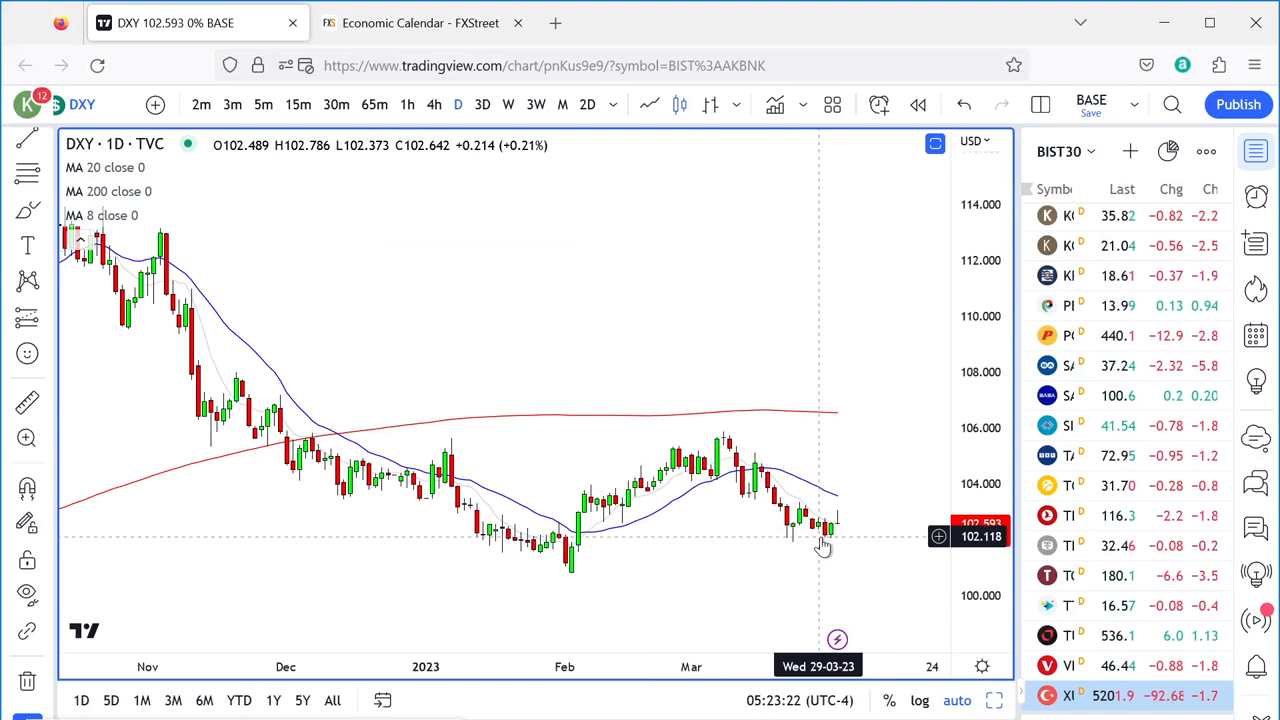 DXY 102.593 0% BASE
FXS Economic Calendar - FXStreet
https://www.tradingview.com/chart/pnKus9e9/?symbol=BIST%3AAKBNK
K 12 $ DXY 2m 3m 5m 15m 30m 65m 1h 4h D 3D W 3W M 2D BASE Save Publish
DXY · 1D · TVC O102.489 H102.786 L102.373 C102.642 +0.214 (+0.21%)
USD
BIST30
MA 20 close 0
MA 200 close 0
MA 8 close 0
Last Chg
35.82 −0.82 −2.2
21.04 −0.56 −2.5
18.61 −0.37 −1.9
13.99 0.13 0.94
440.1 −12.9 −2.8
37.24 −2.32 −5.8
100.6 0.2 0.20
41.54 −0.78 −1.8
72.95 −0.95 −1.2
31.70 −0.28 −0.8
116.3 −2.2 −1.8
32.46 −0.08 −0.2
180.1 −6.6 −3.5
16.57 −0.08 −0.4
536.1 6.0 1.13
46.44 −0.88 −1.8
5201.9 −92.68 −1.7
114.000
112.000
110.000
108.000
106.000
104.000
102.593
102.118
100.000
Nov Dec 2023 Feb Mar Wed 29-03-23 24
1D 5D 1M 3M 6M YTD 1Y 5Y All 05:23:22 (UTC-4) % log auto